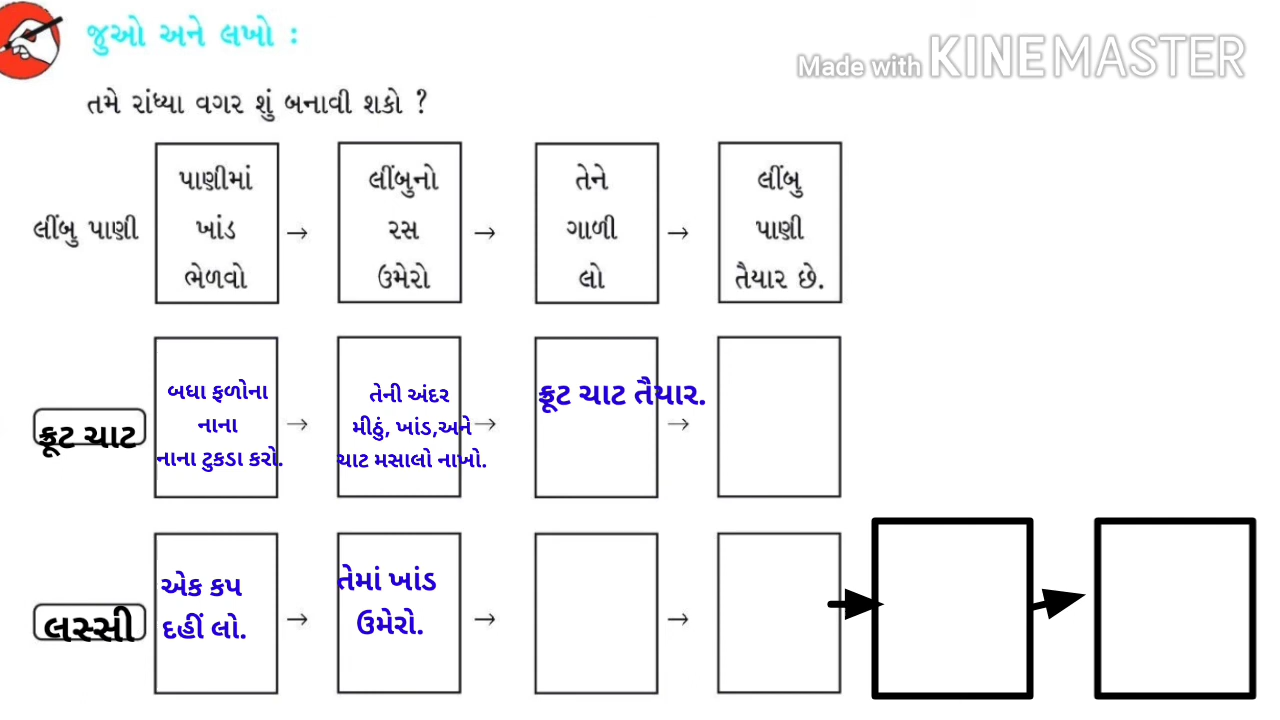 જુઓ અને લખો :
Made with KINEMASTER
તમે રાંધ્યા વગર શું બનાવી શકો ?
લીંબુ પાણી
પાણીમાં
ખાંડ
ભેળવો
→
લીંબુનો
રસ
ઉમેરો
→
તેને
ગાળી
લો
→
લીંબુ
પાણી
તૈયાર છે.
ફ્રૂટ ચાટ
બધા ફળોના
નાના
નાના ટુકડા કરો.
→
તેની અંદર
મીઠું, ખાંડ,અને
ચાટ મસાલો નાખો.
→
ફ્રૂટ ચાટ તૈયાર.
→
લસ્સી
એક કપ
દહીં લો.
→
તેમાં ખાંડ
ઉમેરો.
→
→